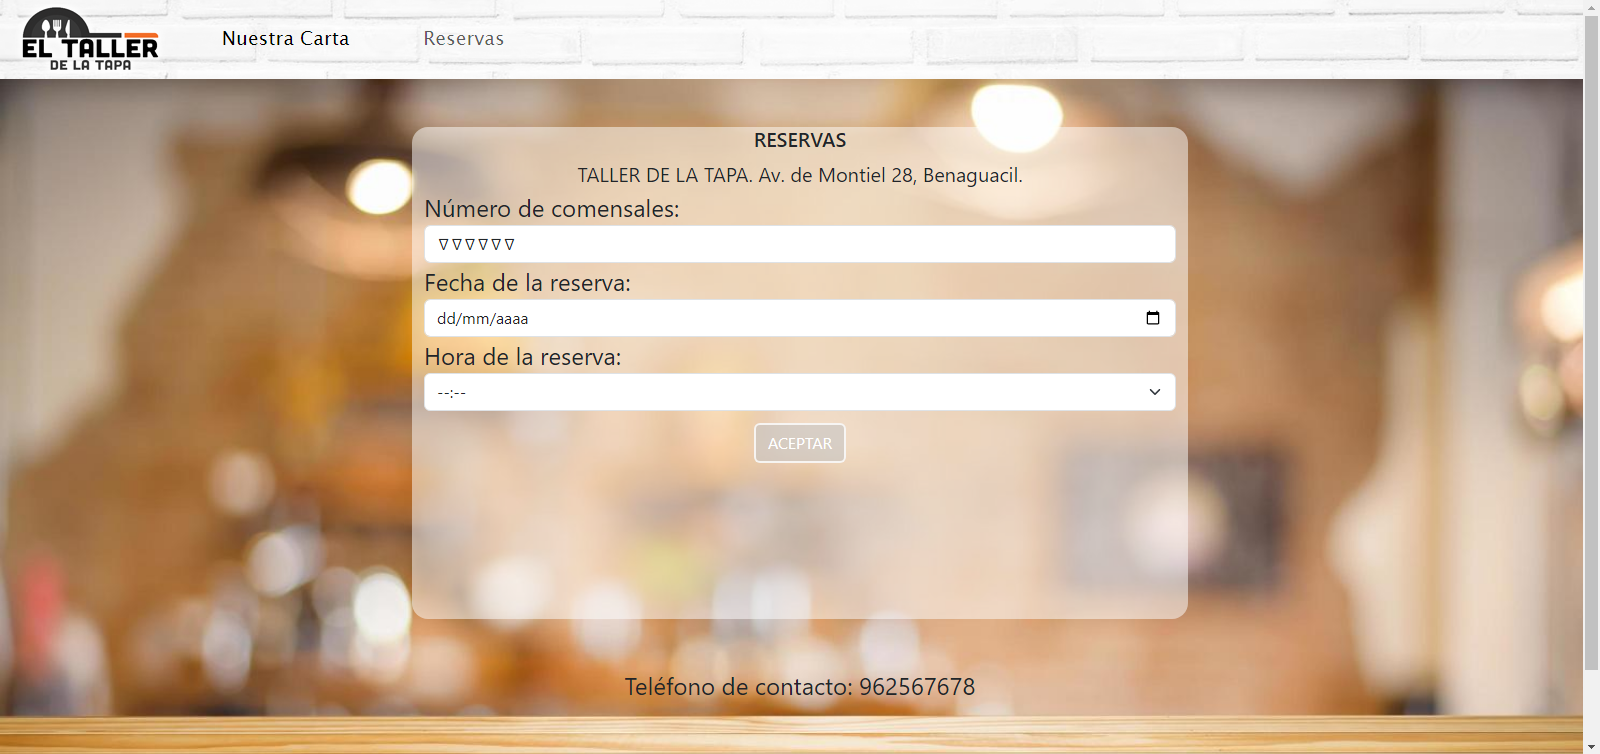 EL TALLER
DE LA TAPA
Nuestra Carta
Reservas
RESERVAS
TALLER DE LA TAPA. Av. de Montiel 28, Benaguacil.
Número de comensales:
∇∇∇∇∇∇
Fecha de la reserva:
dd/mm/aaaa
Hora de la reserva:
--:--
ACEPTAR
Teléfono de contacto: 962567678